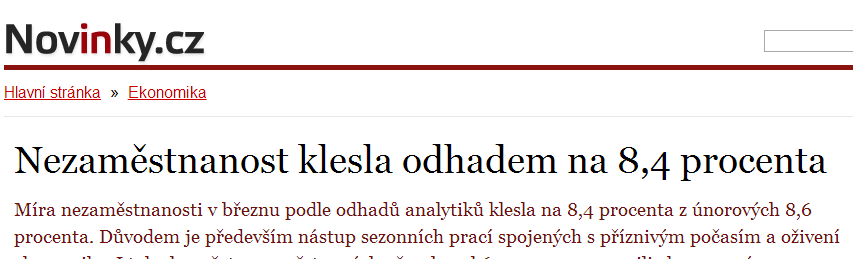 Novinky.cz
Hlavní stránka » Ekonomika
Nezaměstnanost klesla odhadem na 8,4 procenta
Míra nezaměstnanosti v březnu podle odhadů analytiků klesla na 8,4 procenta z únorových 8,6
procenta. Důvodem je především nástup sezonních prací spojených s příznivým počasím a oživení